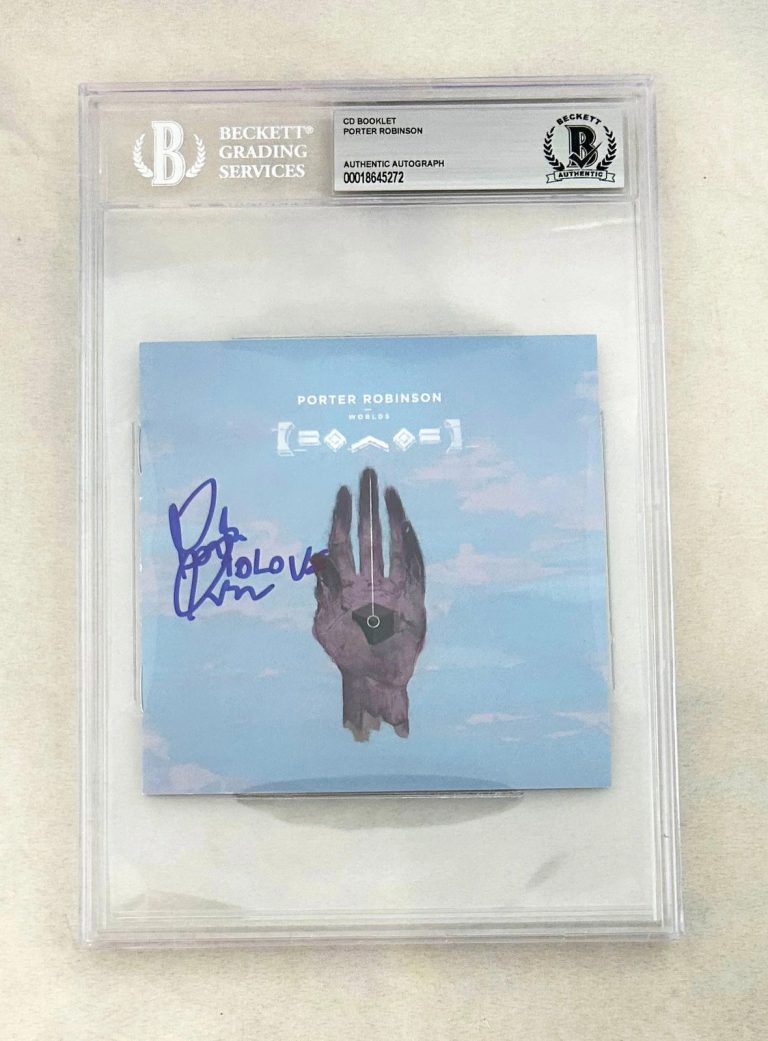 BECKETT®
GRADING
SERVICES
CD BOOKLET
PORTER ROBINSON
AUTHENTIC AUTOGRAPH
00018645272
BECKETT
B
AUTHENTIC
B
PORTER ROBINSON
WORLDS